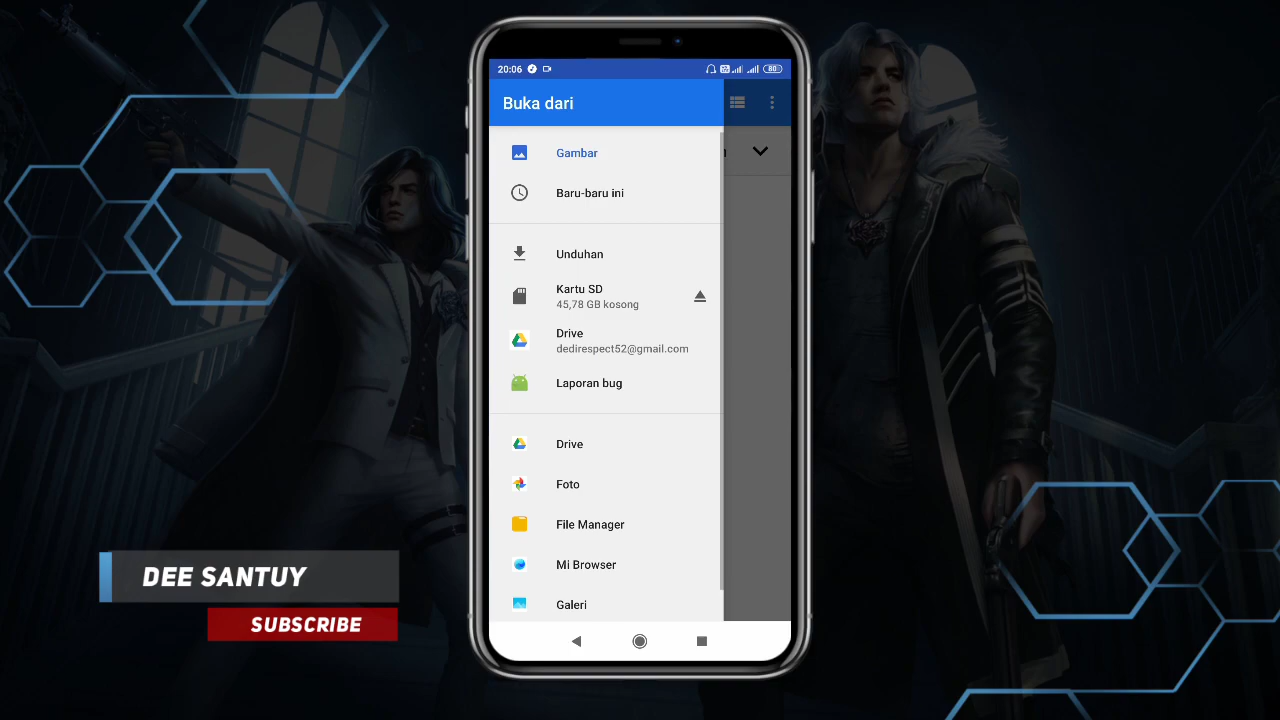 20:06
80
Buka dari
Gambar
Baru-baru ini
Unduhan
Kartu SD
45,78 GB kosong
Drive
dedirespect52@gmail.com
Laporan bug
Drive
Foto
File Manager
Mi Browser
Galeri
DEE SANTUY
SUBSCRIBE